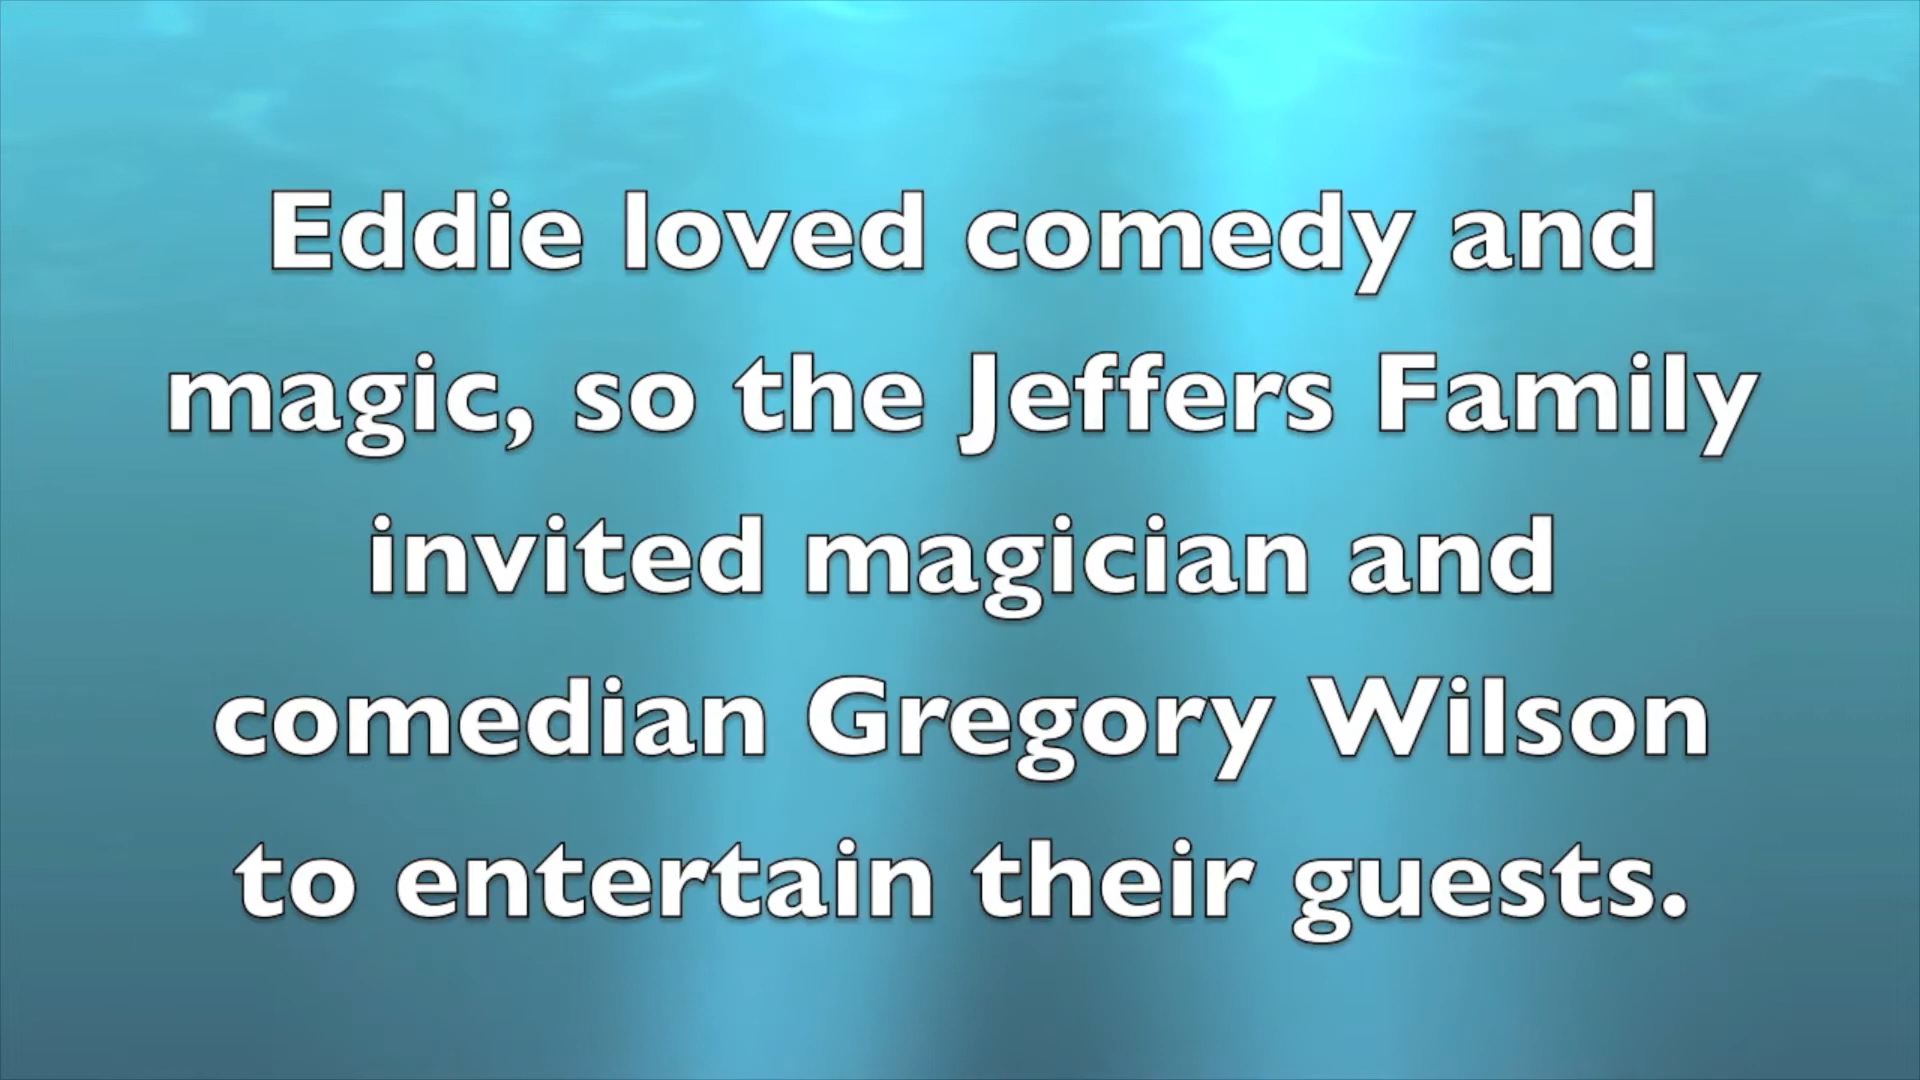 Eddie loved comedy and
magic, so the Jeffers Family
invited magician and
comedian Gregory Wilson
to entertain their guests.